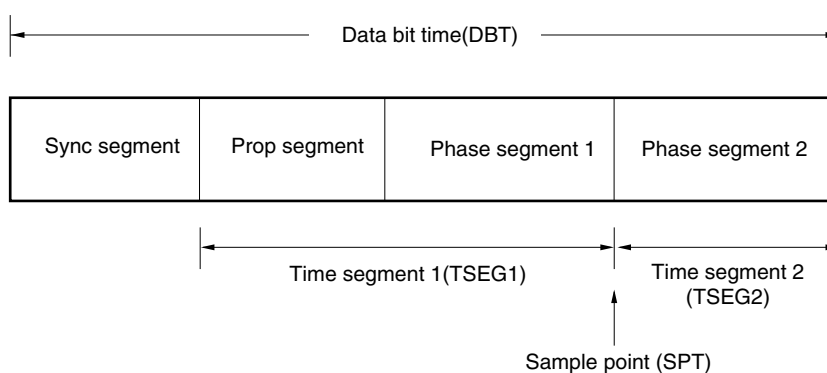 Data bit time(DBT)
Sync segment
Prop segment
Phase segment 1
Phase segment 2
Time segment 1(TSEG1)
Time segment 2
(TSEG2)
Sample point (SPT)